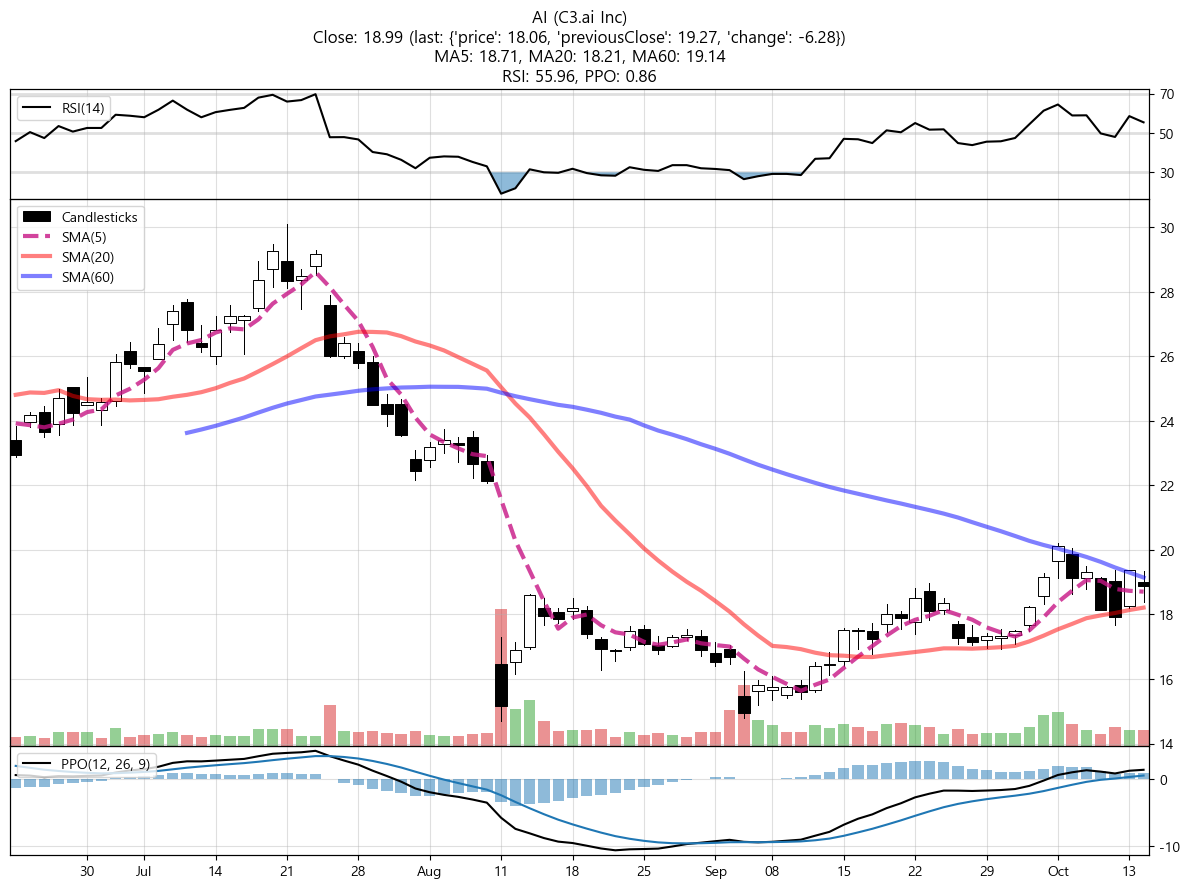 AI (C3.ai Inc)
Close: 18.99 (last: {'price': 18.06, 'previousClose': 19.27, 'change': -6.28})
MA5: 18.71, MA20: 18.21, MA60: 19.14
RSI: 55.96, PPO: 0.86
RSI(14)
70
50
30
Candlesticks
SMA(5)
SMA(20)
SMA(60)
30
28
26
24
22
20
18
16
14
PPO(12, 26, 9)
0
-10
30 Jul 14 21 28 Aug 11 18 25 Sep 08 15 22 29 Oct 13